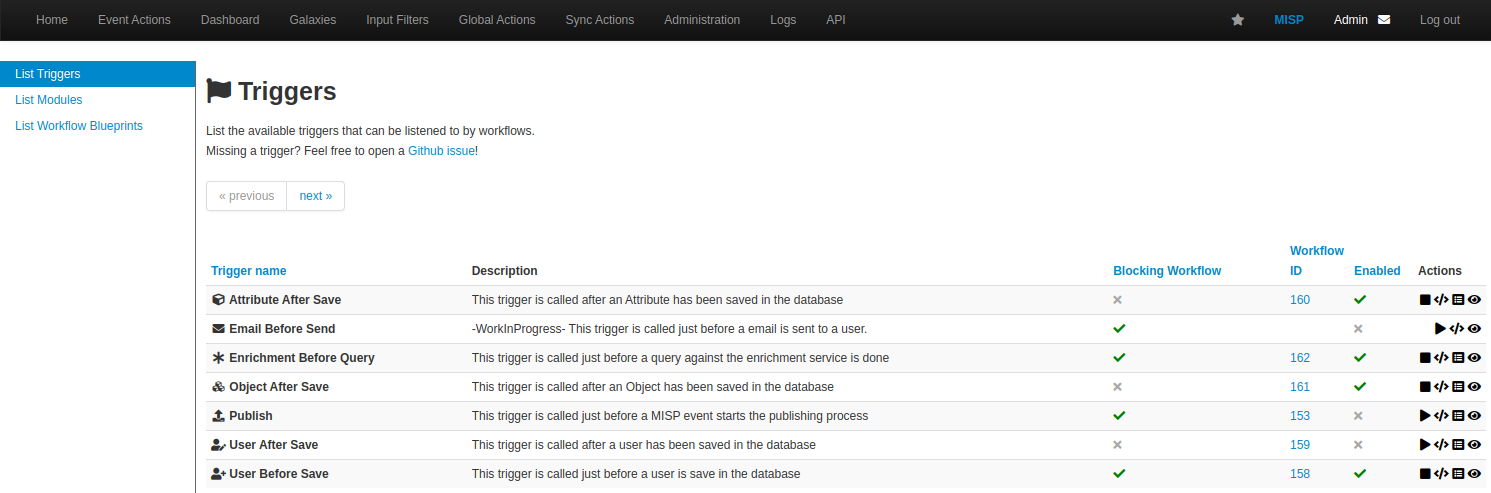 Home Event Actions Dashboard Galaxies Input Filters Global Actions Sync Actions Administration Logs API MISP Admin Log out
List Triggers
List Modules
List Workflow Blueprints
Triggers
List the available triggers that can be listened to by workflows.
Missing a trigger? Feel free to open a Github issue!
« previous next »
Trigger name Description Blocking Workflow Workflow ID Enabled Actions
Attribute After Save This trigger is called after an Attribute has been saved in the database 160
Email Before Send -WorkInProgress- This trigger is called just before a email is sent to a user.
Enrichment Before Query This trigger is called just before a query against the enrichment service is done 162
Object After Save This trigger is called after an Object has been saved in the database 161
Publish This trigger is called just before a MISP event starts the publishing process 153
User After Save This trigger is called after a user has been saved in the database 159
User Before Save This trigger is called just before a user is save in the database 158